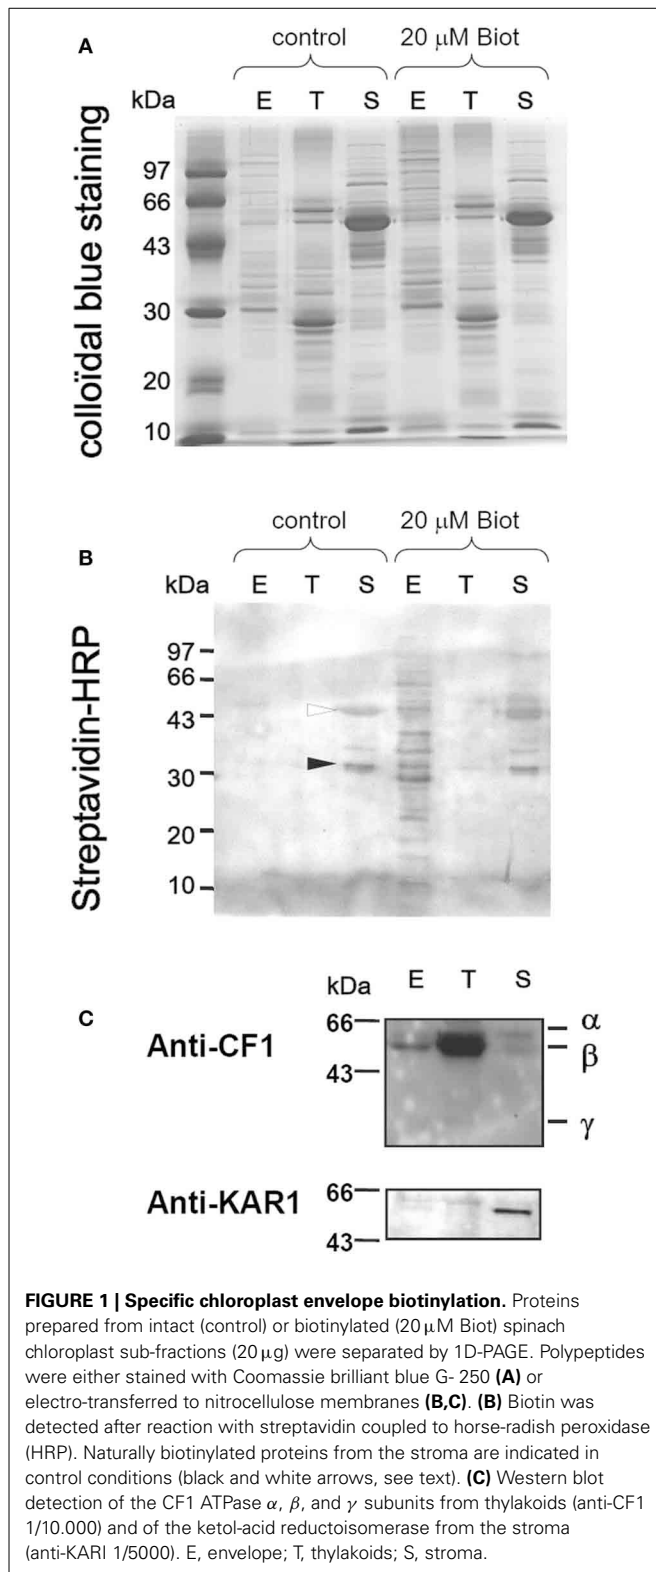 A
control
20 μM Biot
kDa
E T S E T S
97
66
43
30
20
10
colloïdal blue staining
B
control
20 μM Biot
kDa
E T S E T S
97
66
43
30
20
10
Streptavidin-HRP
C
kDa
E T S
Anti-CF1
66
43
α
β
γ
Anti-KAR1
66
43
FIGURE 1 | Specific chloroplast envelope biotinylation. Proteins
prepared from intact (control) or biotinylated (20 μM Biot) spinach
chloroplast sub-fractions (20 μg) were separated by 1D-PAGE. Polypeptides
were either stained with Coomassie brilliant blue G- 250 (A) or
electro-transferred to nitrocellulose membranes (B,C). (B) Biotin was
detected after reaction with streptavidin coupled to horse-radish peroxidase
(HRP). Naturally biotinylated proteins from the stroma are indicated in
control conditions (black and white arrows, see text). (C) Western blot
detection of the CF1 ATPase α, β, and γ subunits from thylakoids (anti-CF1
1/10.000) and of the ketol-acid reductoisomerase from the stroma
(anti-KARI 1/5000). E, envelope; T, thylakoids; S, stroma.